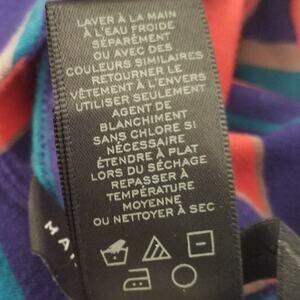 LAVER À LA MAIN
À L'EAU FROIDE
SÉPARÉMENT
OU AVEC DES
COULEURS SIMILAIRES
RETOURNER LE
VÊTEMENT À L'ENVERS
UTILISER SEULEMENT
AGENT DE
BLANCHIMENT
SANS CHLORE SI
NÉCESSAIRE
ÉTENDRE À PLAT
LORS DU SÉCHAGE
REPASSER À
TEMPÉRATURE
MOYENNE
OU NETTOYER À SEC
MA